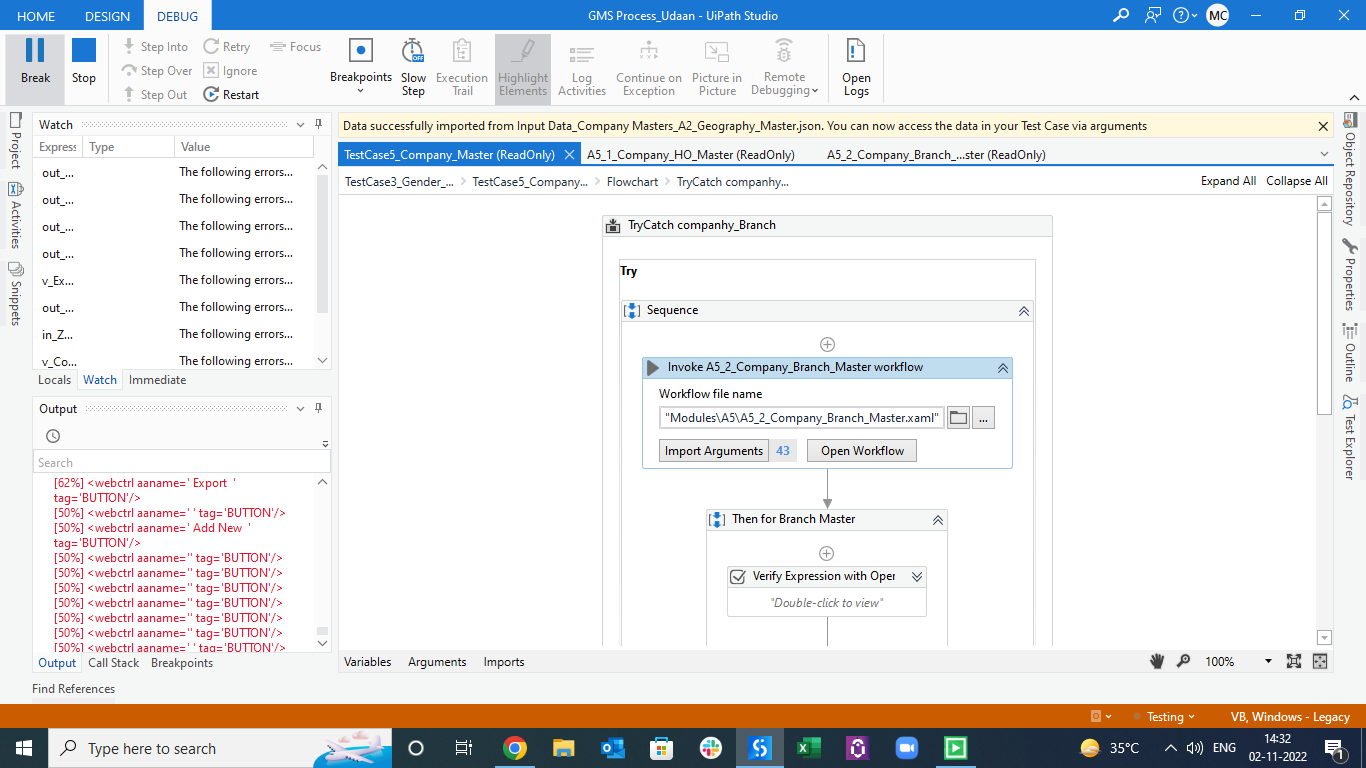 HOME DESIGN DEBUG GMS Process_Udaan - UiPath Studio MC
Break Stop Step Into Step Over Step Out Retry Ignore Restart Focus Breakpoints Slow Step Execution Trail Highlight Elements Log Activities Continue on Exception Picture in Picture Remote Debugging Open Logs
Project
Activities
Snippets
Watch
Express Type Value
out_... The following errors...
out_... The following errors...
out_... The following errors...
out_... The following errors...
v_Ex... The following errors...
out_... The following errors...
in_Z... The following errors...
v_Co... The following errors...
Locals Watch Immediate
Output
Search
[62%] <webctrl aaname=' Export '
tag='BUTTON'/>
[50%] <webctrl aaname=' ' tag='BUTTON'/>
[50%] <webctrl aaname=' Add New '
tag='BUTTON'/>
[50%] <webctrl aaname='' tag='BUTTON'/>
[50%] <webctrl aaname='' tag='BUTTON'/>
[50%] <webctrl aaname='' tag='BUTTON'/>
[50%] <webctrl aaname='' tag='BUTTON'/>
[50%] <webctrl aaname='' tag='BUTTON'/>
[50%] <webctrl aaname='' tag='BUTTON'/>
[50%] <webctrl aaname=' ' tag='BUTTON'/>
Output Call Stack Breakpoints
Find References
Data successfully imported from Input Data_Company Masters_A2_Geography_Master.json. You can now access the data in your Test Case via arguments
TestCase5_Company_Master (ReadOnly) A5_1_Company_HO_Master (ReadOnly) A5_2_Company_Branch_...ster (ReadOnly)
TestCase3_Gender_... TestCase5_Company... Flowchart TryCatch companhy... Expand All Collapse All
TryCatch companhy_Branch
Try
Sequence
Invoke A5_2_Company_Branch_Master workflow
Workflow file name
"Modules\A5\A5_2_Company_Branch_Master.xaml" ...
Import Arguments 43 Open Workflow
Then for Branch Master
Verify Expression with Oper
"Double-click to view"
Variables Arguments Imports 100%
Object Repository
Properties
Outline
Test Explorer
Testing VB, Windows - Legacy
Type here to search 35°C ENG 14:32
02-11-2022 1